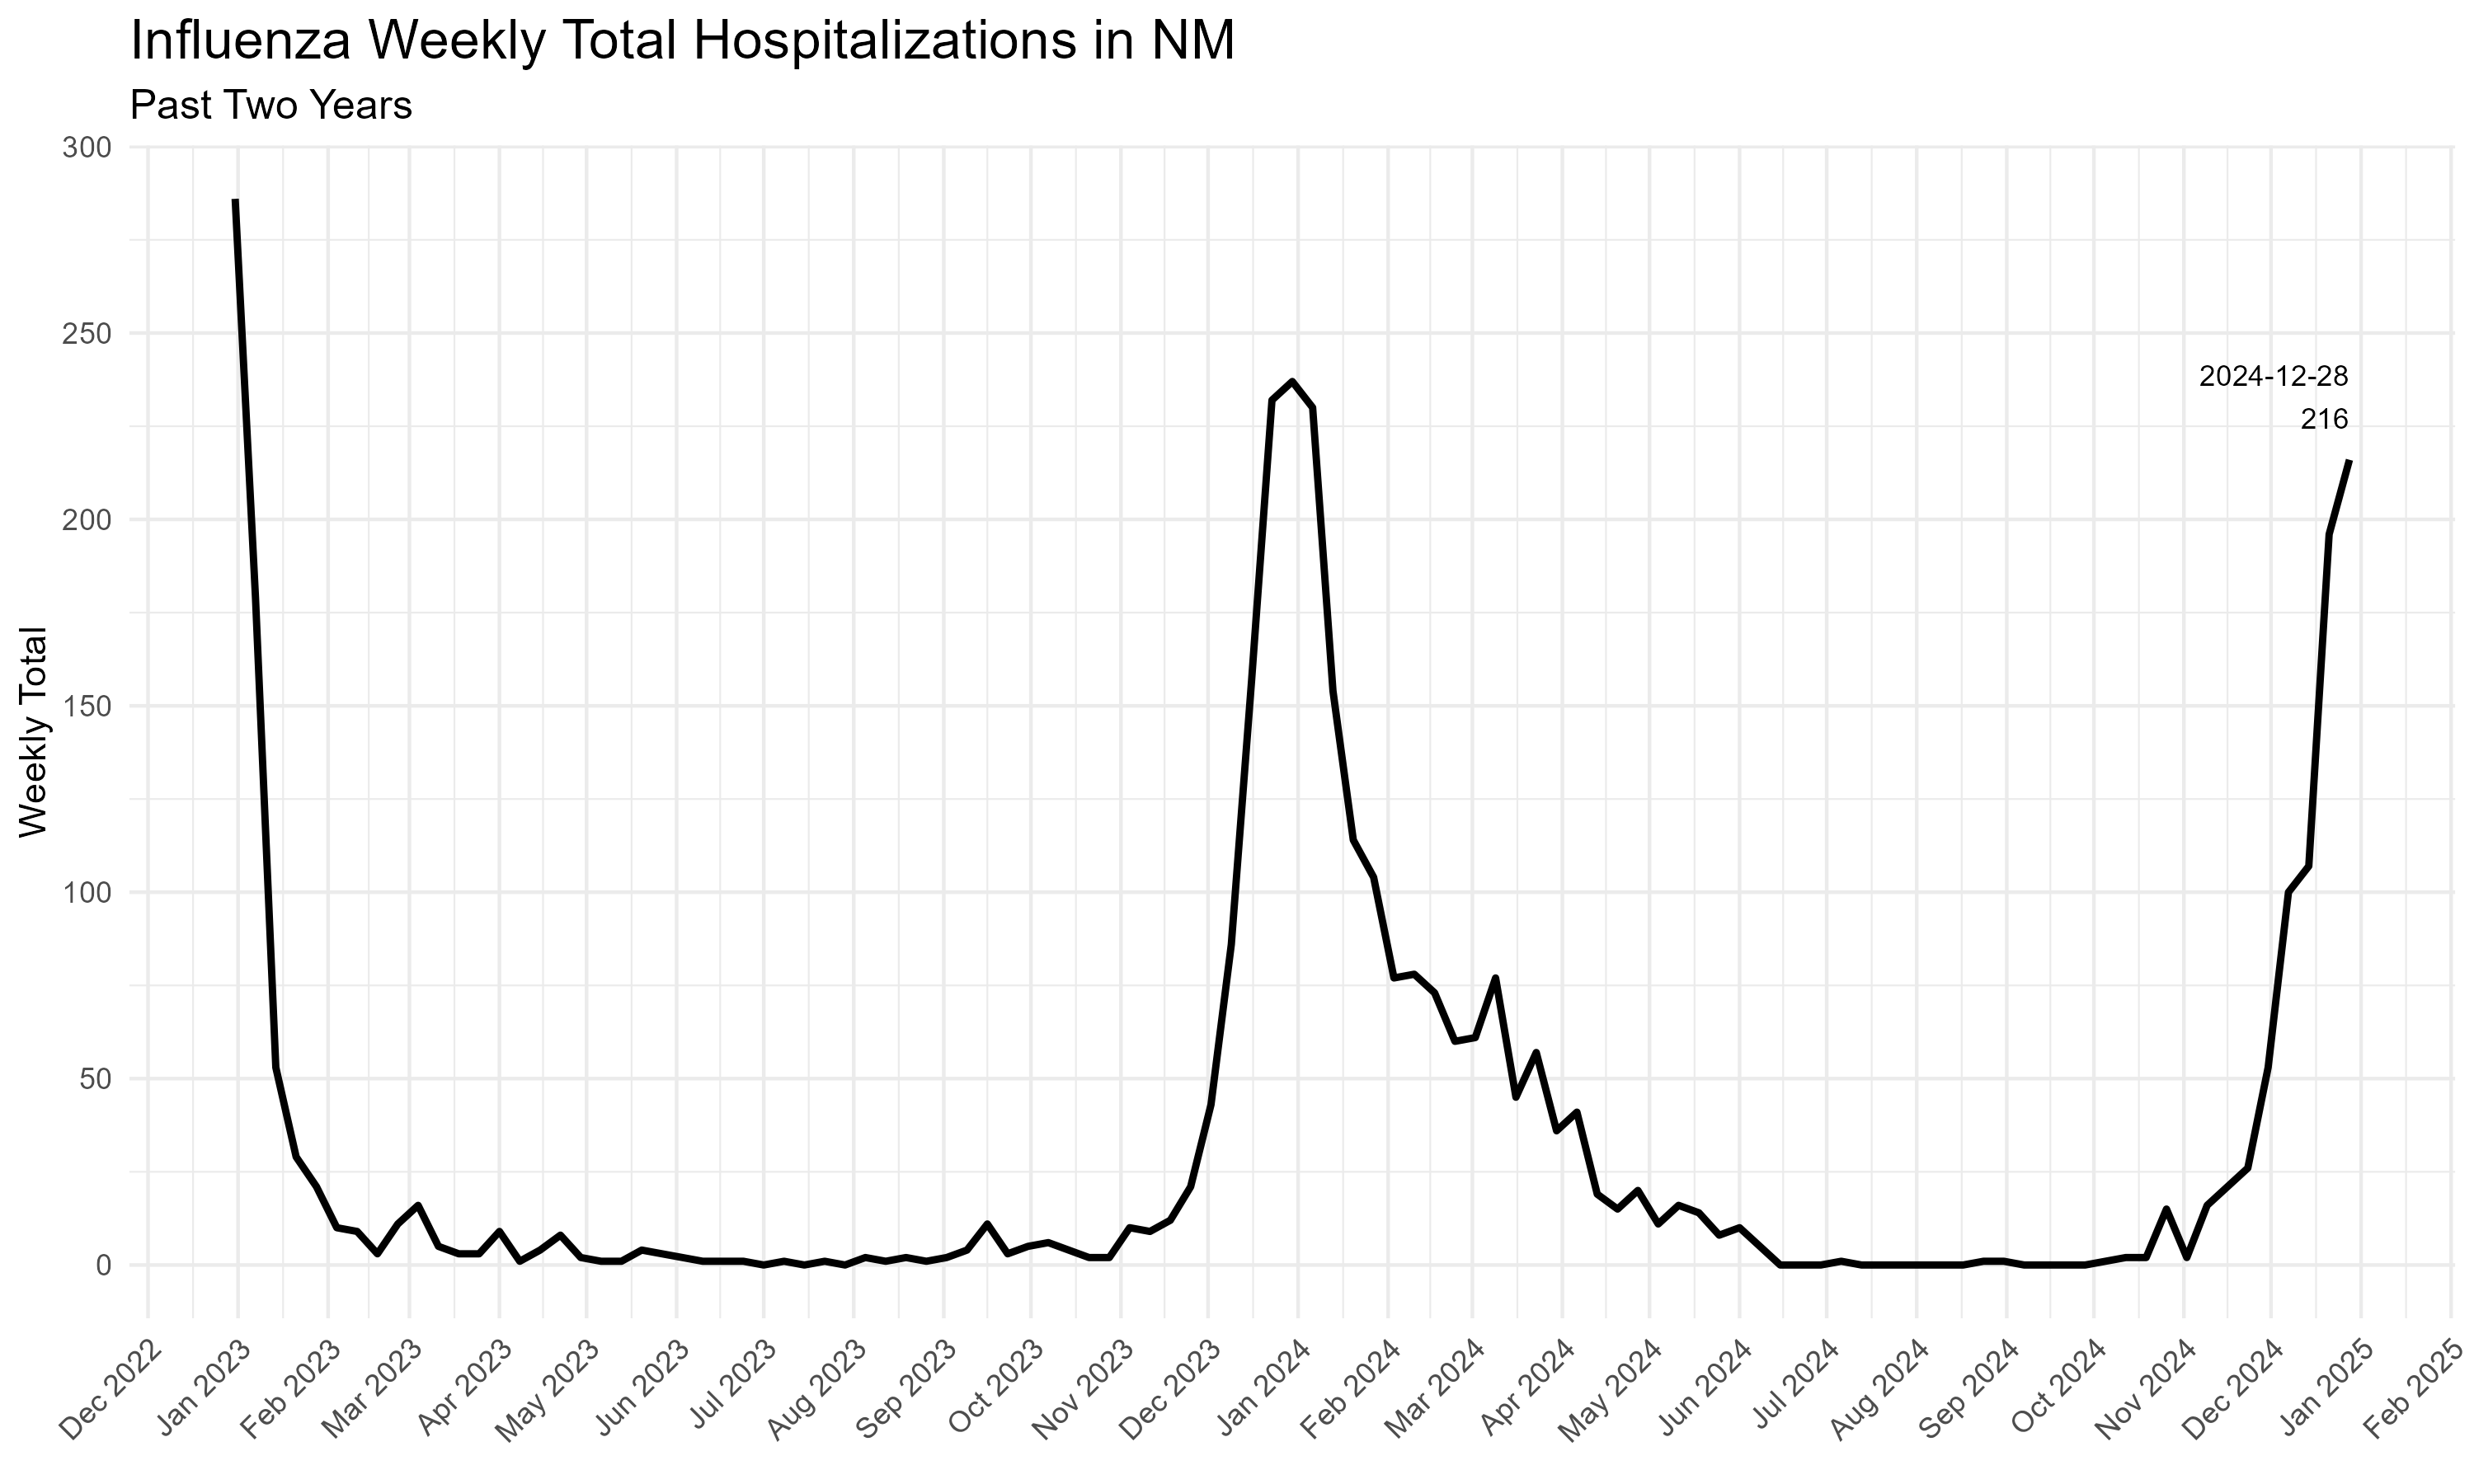 Influenza Weekly Total Hospitalizations in NM
Past Two Years
300
250
200
150
100
50
0
Weekly Total
2024-12-28
216
Dec 2022
Jan 2023
Feb 2023
Mar 2023
Apr 2023
May 2023
Jun 2023
Jul 2023
Aug 2023
Sep 2023
Oct 2023
Nov 2023
Dec 2023
Jan 2024
Feb 2024
Mar 2024
Apr 2024
May 2024
Jun 2024
Jul 2024
Aug 2024
Sep 2024
Oct 2024
Nov 2024
Dec 2024
Jan 2025
Feb 2025